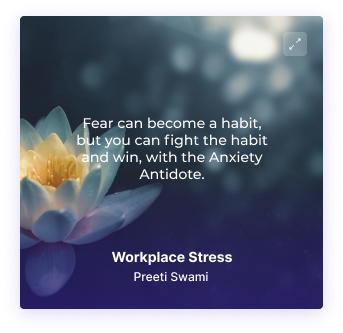 Fear can become a habit,
but you can fight the habit
and win, with the Anxiety
Antidote.
Workplace Stress
Preeti Swami